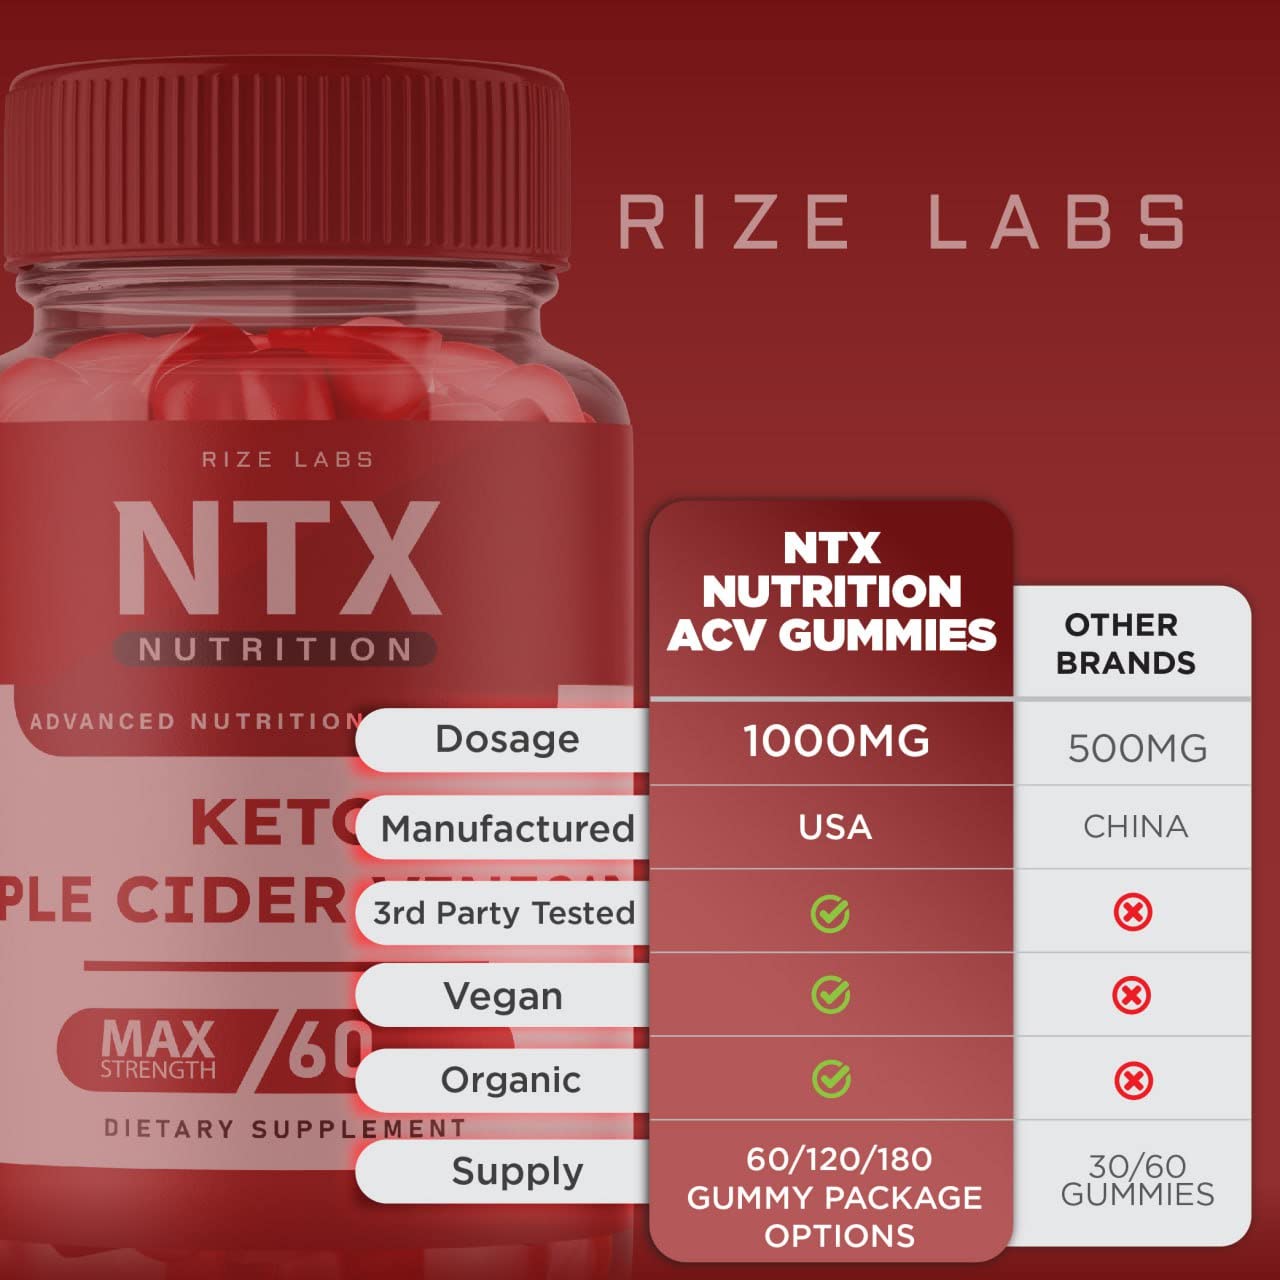 RIZE LABS
RIZE LABS
NTX
NUTRITION
ADVANCED NUTRITION
KETO
PLE CIDER
MAX
STRENGTH
/60
DIETARY SUPPLEMENT
NTX
NUTRITION
ACV GUMMIES
OTHER
BRANDS
Dosage
1000MG
500MG
Manufactured
USA
CHINA
3rd Party Tested
Vegan
Organic
Supply
60/120/180
GUMMY PACKAGE
OPTIONS
30/60
GUMMIES